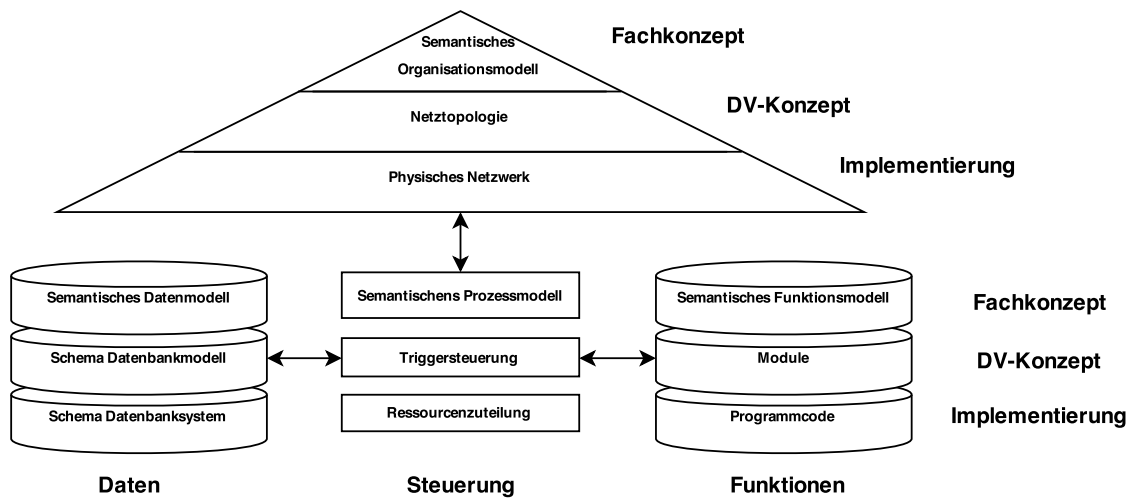 Semantisches
Organisationsmodell
Fachkonzept
Netztopologie
DV-Konzept
Physisches Netzwerk
Implementierung
Semantisches Datenmodell
Semantischens Prozessmodell
Semantisches Funktionsmodell
Fachkonzept
Schema Datenbankmodell
Triggersteuerung
Module
DV-Konzept
Schema Datenbanksystem
Ressourcenzuteilung
Programmcode
Implementierung
Daten
Steuerung
Funktionen